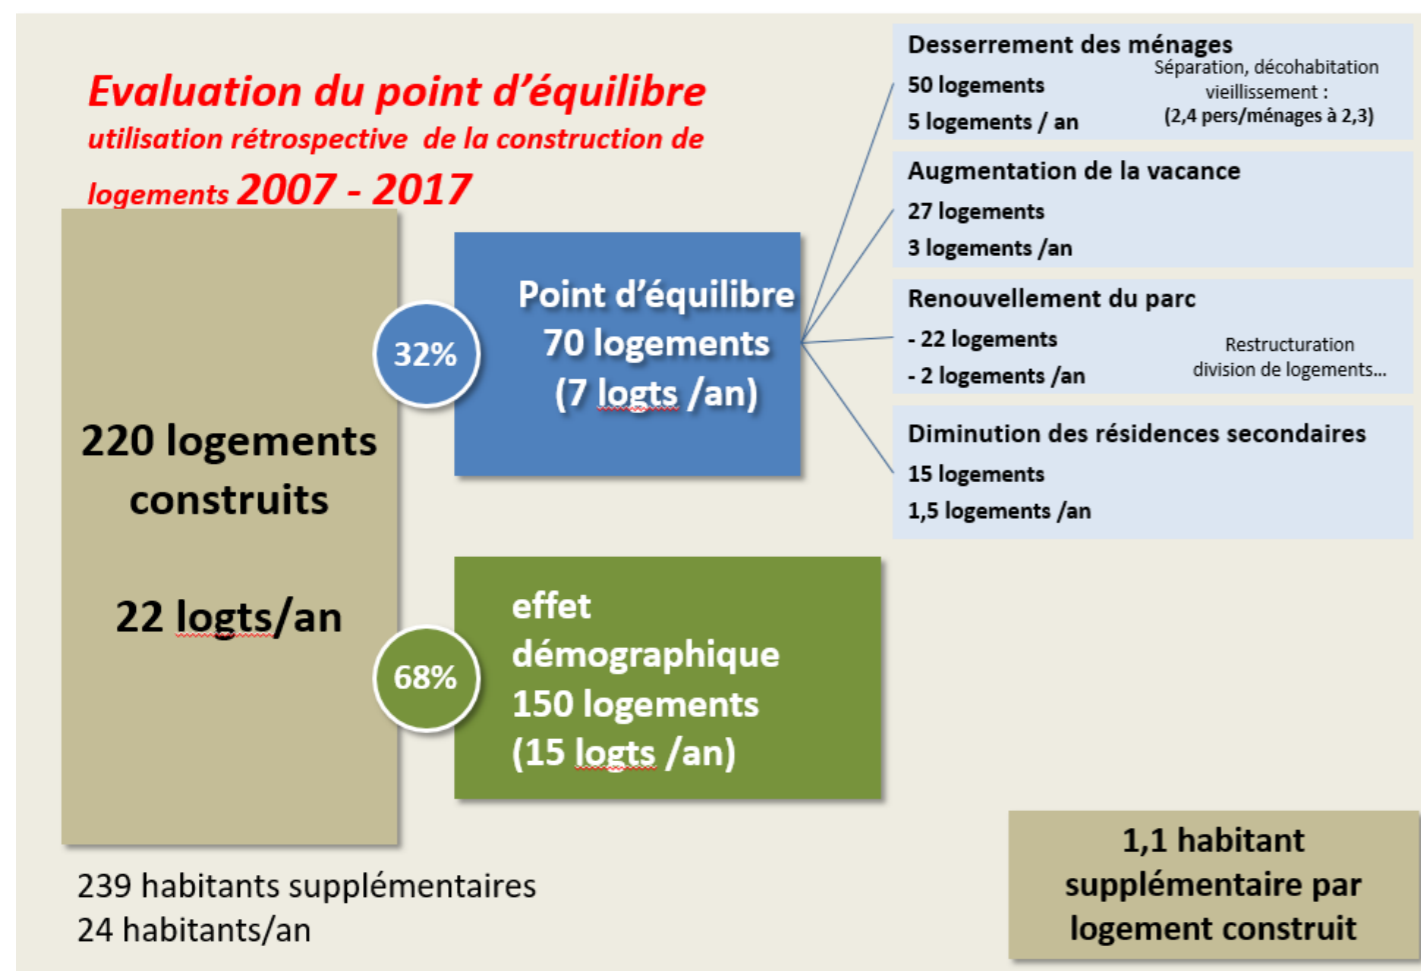 Evaluation du point d’équilibre
utilisation rétrospective de la construction de
logements 2007 - 2017
220 logements
construits
22 logts/an
239 habitants supplémentaires
24 habitants/an
32%
Point d’équilibre
70 logements
(7 logts /an)
68%
effet
démographique
150 logements
(15 logts /an)
Desserrement des ménages
50 logements
5 logements / an
Séparation, décohabitation
vieillissement :
(2,4 pers/ménages à 2,3)
Augmentation de la vacance
27 logements
3 logements /an
Renouvellement du parc
- 22 logements
- 2 logements /an
Restructuration
division de logements...
Diminution des résidences secondaires
15 logements
1,5 logements /an
1,1 habitant
supplémentaire par
logement construit